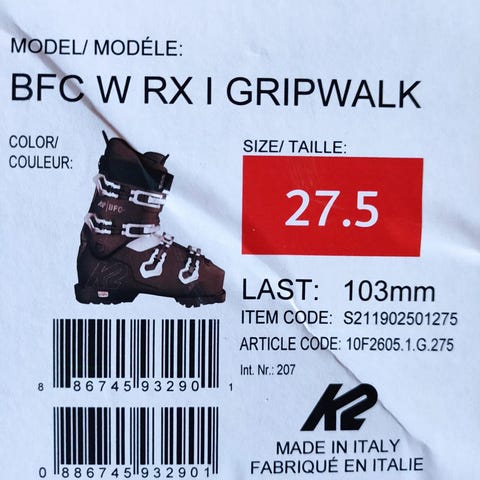 MODEL/ MODÉLE:
BFC W RX I GRIPWALK
COLOR/
COULEUR:
SIZE/ TAILLE:
27.5
BFC
K2
LAST: 103mm
ITEM CODE: S211902501275
ARTICLE CODE: 10F2605.1.G.275
Int. Nr.: 207
8 86745 93290 1
K2
MADE IN ITALY
FABRIQUÉ EN ITALIE
0 886745 932901